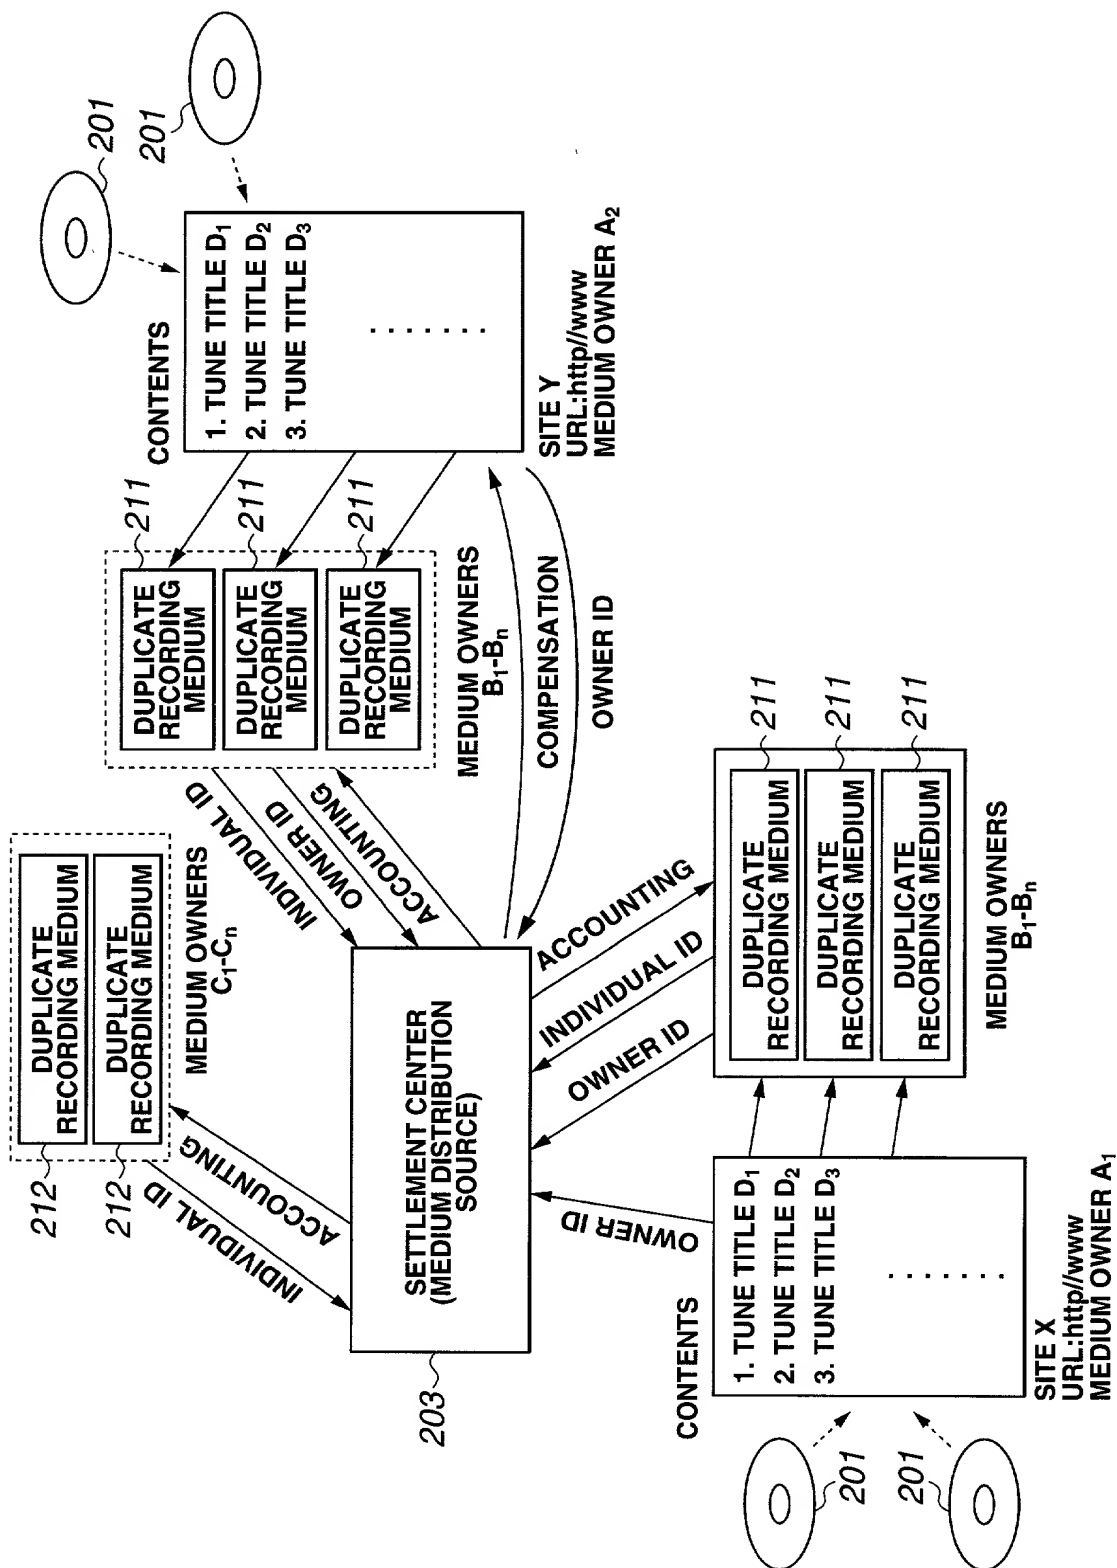 201
201
CONTENTS
1. TUNE TITLE D1
2. TUNE TITLE D2
3. TUNE TITLE D3
. . . . . . .
SITE Y
URL:http//www
MEDIUM OWNER A2
211
211
211
DUPLICATE
RECORDING
MEDIUM
DUPLICATE
RECORDING
MEDIUM
DUPLICATE
RECORDING
MEDIUM
MEDIUM OWNERS
B1-Bn
COMPENSATION
OWNER ID
INDIVIDUAL ID
OWNER ID
ACCOUNTING
DUPLICATE
RECORDING MEDIUM
DUPLICATE
RECORDING MEDIUM
212
212
MEDIUM OWNERS
C1-Cn
ACCOUNTING
INDIVIDUAL ID
SETTLEMENT CENTER
(MEDIUM DISTRIBUTION
SOURCE)
203
ACCOUNTING
INDIVIDUAL ID
OWNER ID
OWNER ID
211
211
211
DUPLICATE
RECORDING MEDIUM
DUPLICATE
RECORDING MEDIUM
DUPLICATE
RECORDING MEDIUM
MEDIUM OWNERS
B1-Bn
CONTENTS
1. TUNE TITLE D1
2. TUNE TITLE D2
3. TUNE TITLE D3
. . . . . . .
SITE X
URL:http//www
MEDIUM OWNER A1
201
201